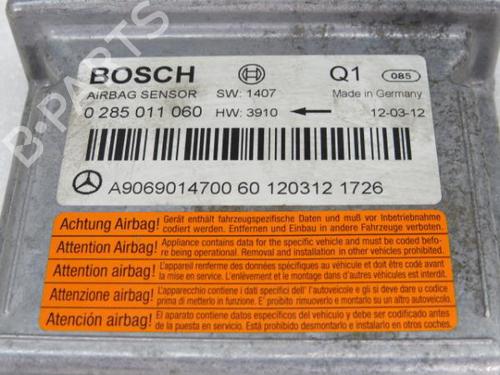 BOSCH
Q1
085
AIRBAG SENSOR
SW: 1407
Made in Germany
0 285 011 060
HW: 3910
12-03-12
A9069014700 60 120312 1726
Achtung Airbag!
Gerät enthält fahrzeugspezifische Daten und muß vor Inbetriebnahme
codiert werden. Entfernen und Einbau in andere Fahrzeuge verboten.
Attention Airbag!
Appliance contains data for the specific vehicle and must be coded befo-
re being operational. Removal and installation in other vehicles prohibited.
Attention airbag!
L'appareil renferme des données spécifiques au véhicule et doit être codé avant
la mise en service. L'enlèvement et le montage dans d'autres véhicules est interdit.
Attenzione airbag!
L'apparecchio contiene i dati specifici dell' l'autoveicolo e gli si deve dare u codice
prima di metterlo in funzione. E' proibito rimuoverlo e montarlo su altri autoveicolo.
Atención airbag!
El aparato contiene datos especificos del vehículo y debe ser codificado antes
de la puesta en servicio. Está prohibido desmontarlo e instalarlo en otros coches.
B-PARTS